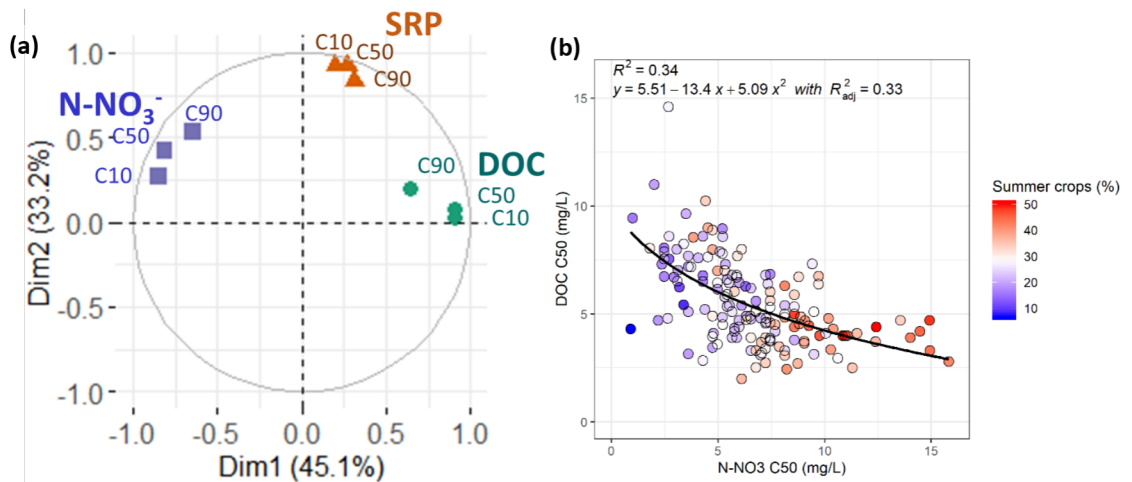 (a)
SRP
C10
C50
C90
N-NO₃⁻
C90
C50
C10
DOC
C90
C50
C10
1.0
0.5
0.0
-0.5
-1.0
Dim2 (33.2%)
-1.0
-0.5
0.0
0.5
1.0
Dim1 (45.1%)
(b)
R² = 0.34
y = 5.51 − 13.4 x + 5.09 x² with R²adj = 0.33
15
10
5
0
DOC C50 (mg/L)
0
5
10
15
N-NO3 C50 (mg/L)
Summer crops (%)
50
40
30
20
10